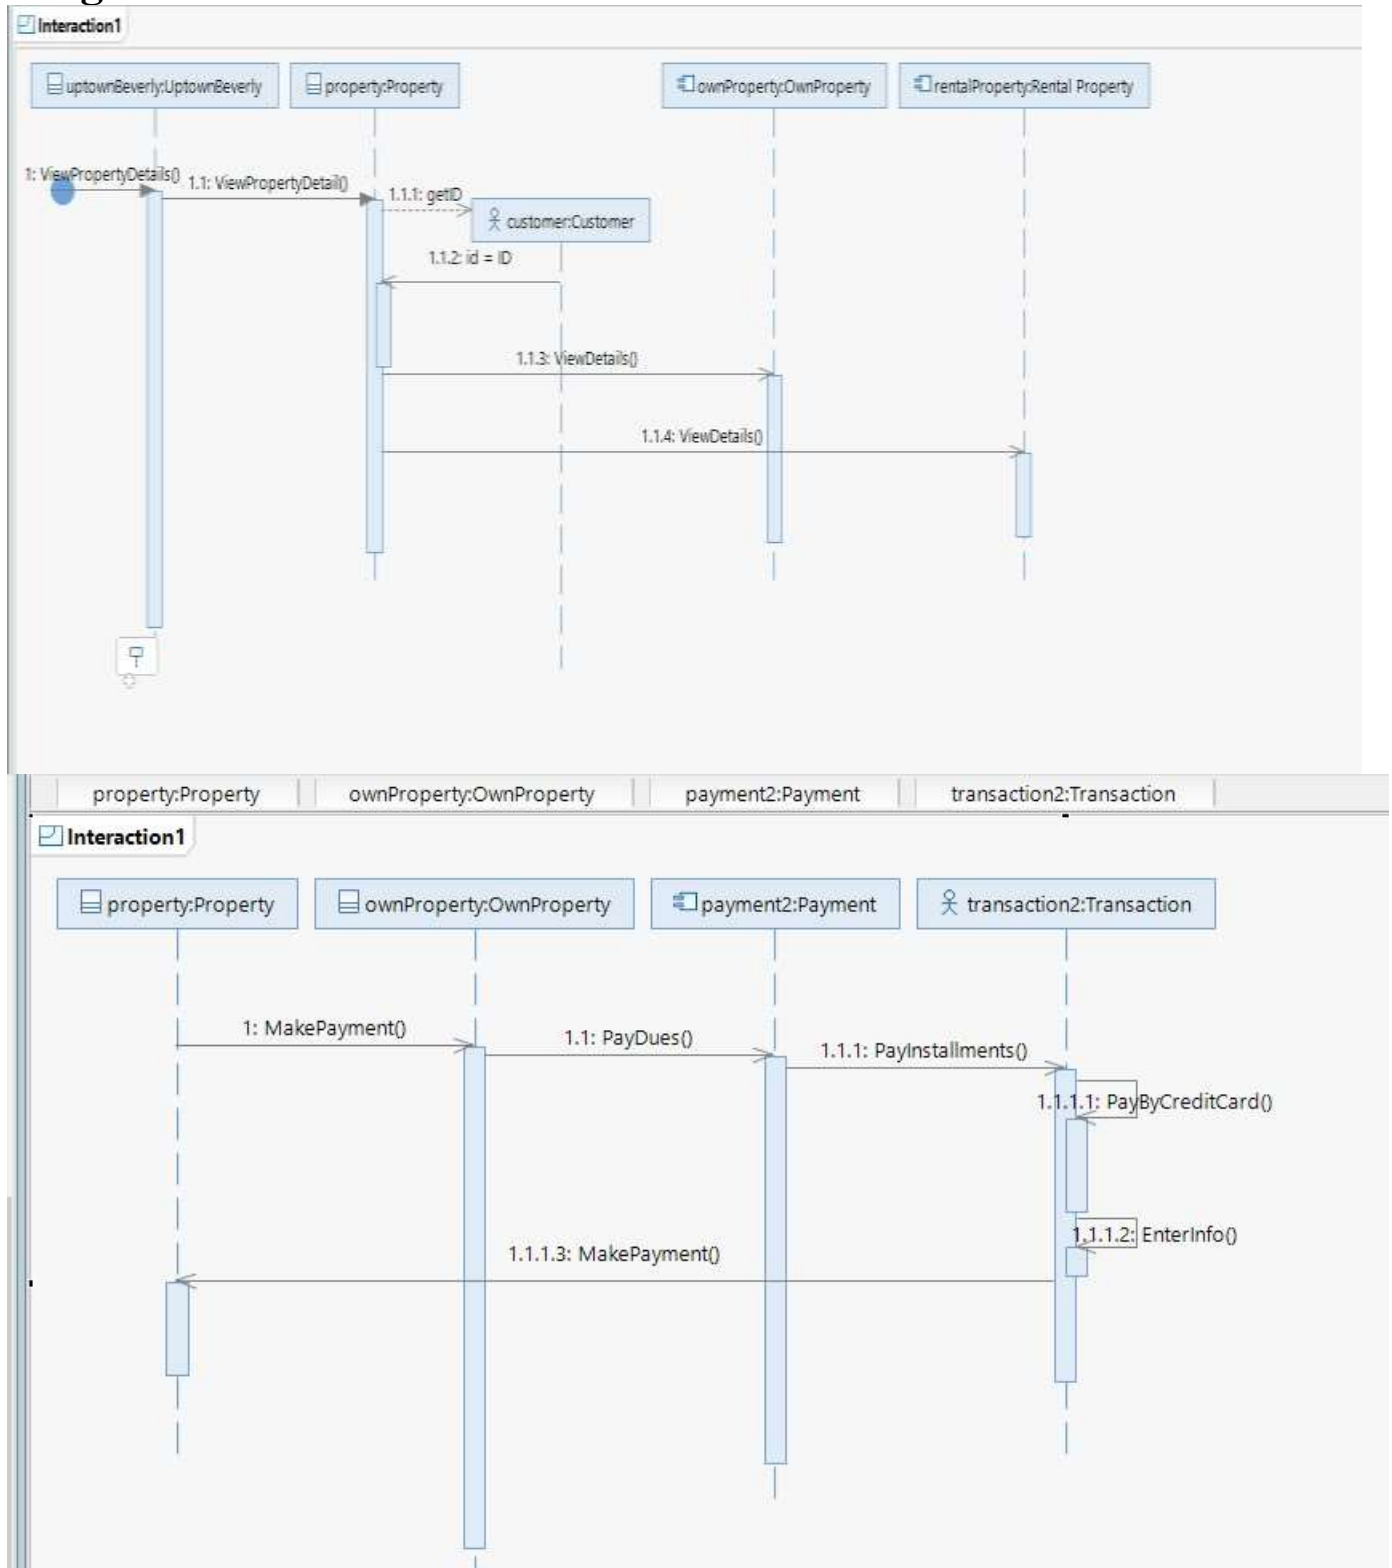 Interaction1
uptownBeverly:UptownBeverly
property:Property
ownProperty:OwnProperty
rentalProperty:Rental Property
1: ViewPropertyDetails()
1.1: ViewPropertyDetail()
1.1.1: getID
customer:Customer
1.1.2: id = ID
1.1.3: ViewDetails()
1.1.4: ViewDetails()
property:Property
ownProperty:OwnProperty
payment2:Payment
transaction2:Transaction
Interaction1
property:Property
ownProperty:OwnProperty
payment2:Payment
transaction2:Transaction
1: MakePayment()
1.1: PayDues()
1.1.1: PayInstallments()
1.1.1.1: PayByCreditCard()
1.1.1.2: EnterInfo()
1.1.1.3: MakePayment()